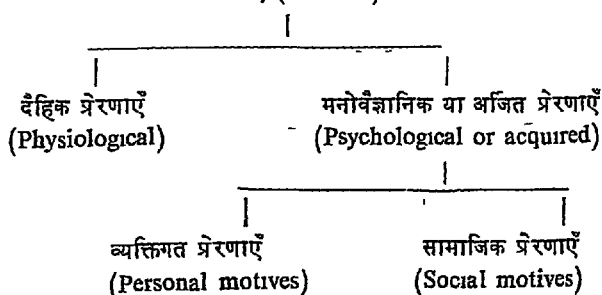 दैहिक प्रेरणाएँ मनोवैज्ञानिक या अर्जित प्रेरणाएँ
(Physiological) (Psychological or acquired)
व्यक्तिगत प्रेरणाएँ सामाजिक प्रेरणाएँ
(Personal motives) (Social motives)